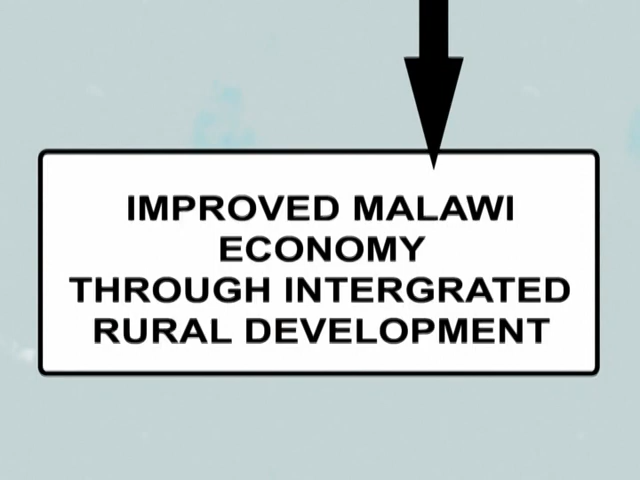 IMPROVED MALAWI
ECONOMY
THROUGH INTERGRATED
RURAL DEVELOPMENT